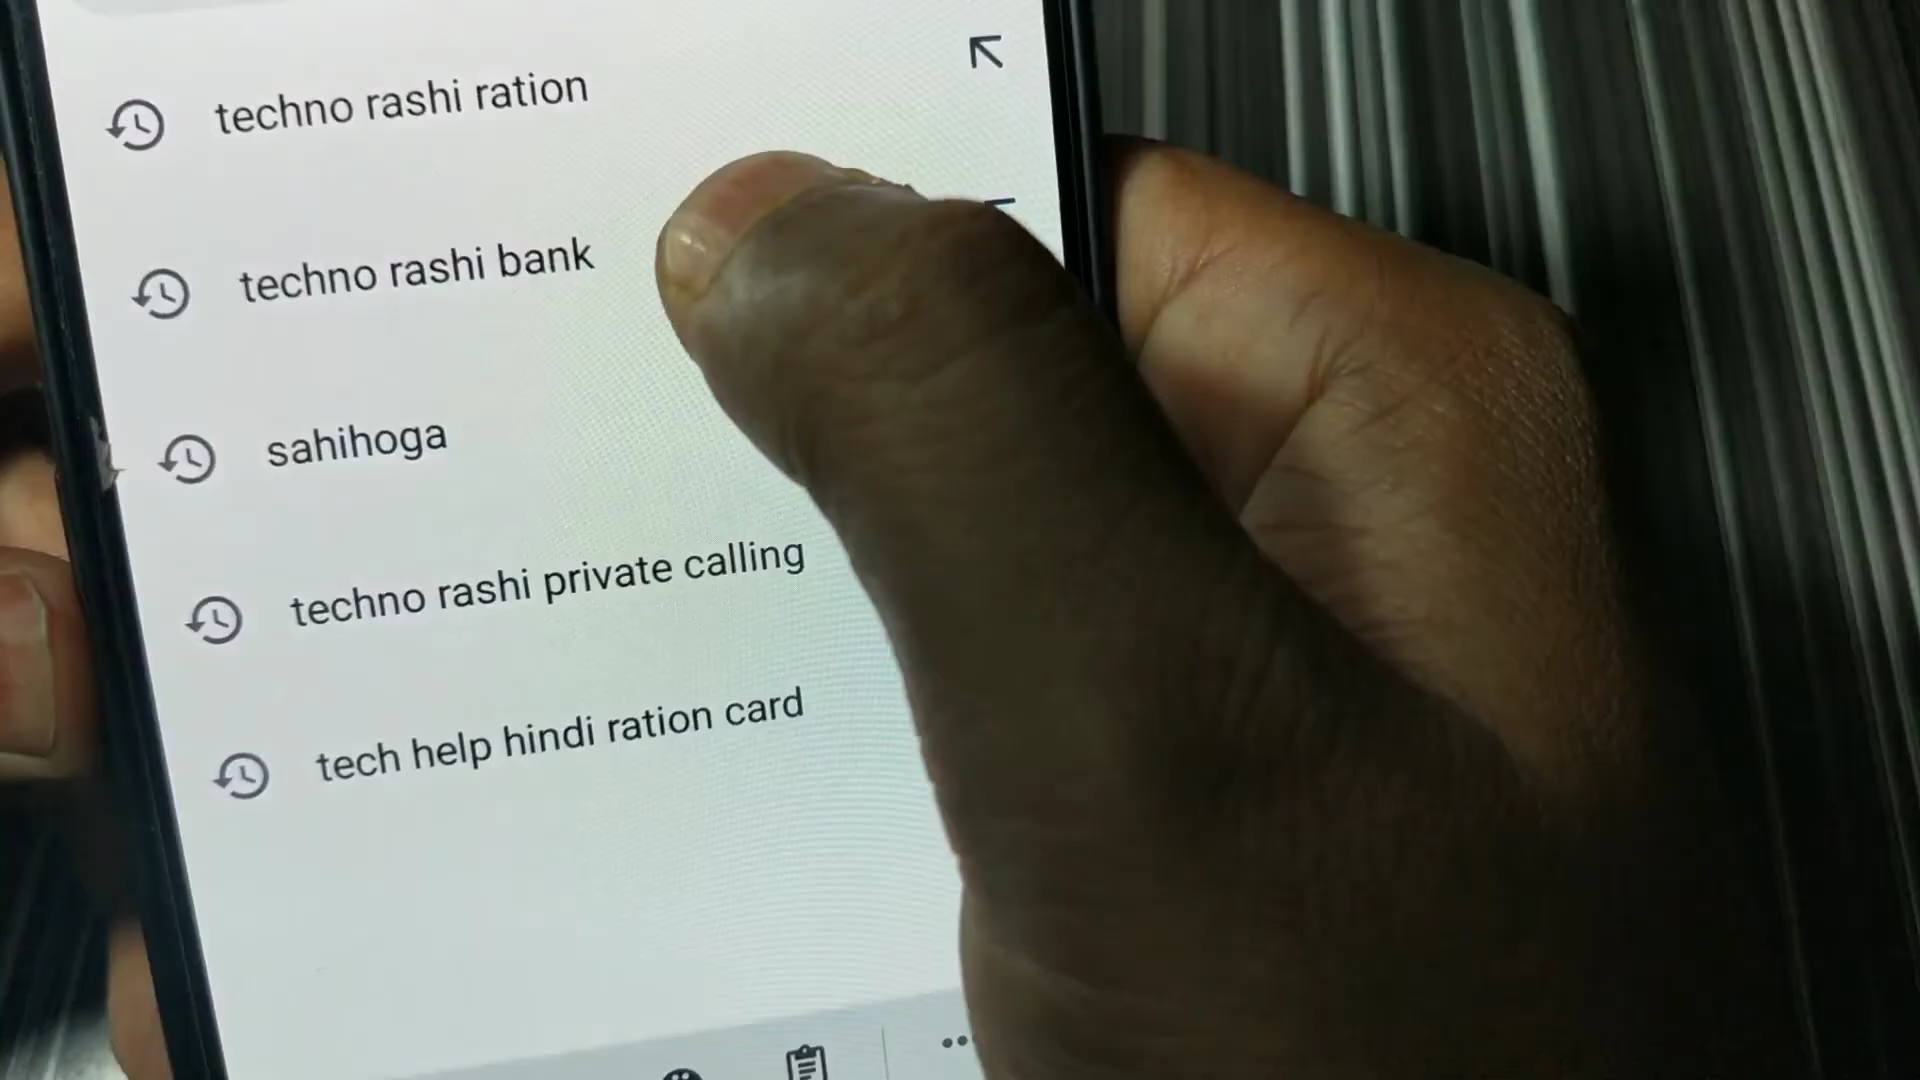 techno rashi ration
techno rashi bank
sahihoga
techno rashi private calling
tech help hindi ration card